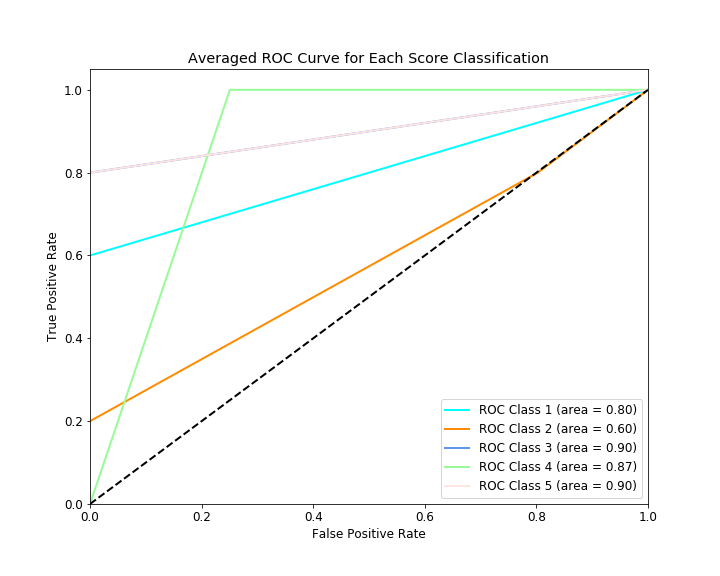 Averaged ROC Curve for Each Score Classification
True Positive Rate
1.0
0.8
0.6
0.4
0.2
0.0
0.0 0.2 0.4 0.6 0.8 1.0
False Positive Rate
ROC Class 1 (area = 0.80)
ROC Class 2 (area = 0.60)
ROC Class 3 (area = 0.90)
ROC Class 4 (area = 0.87)
ROC Class 5 (area = 0.90)